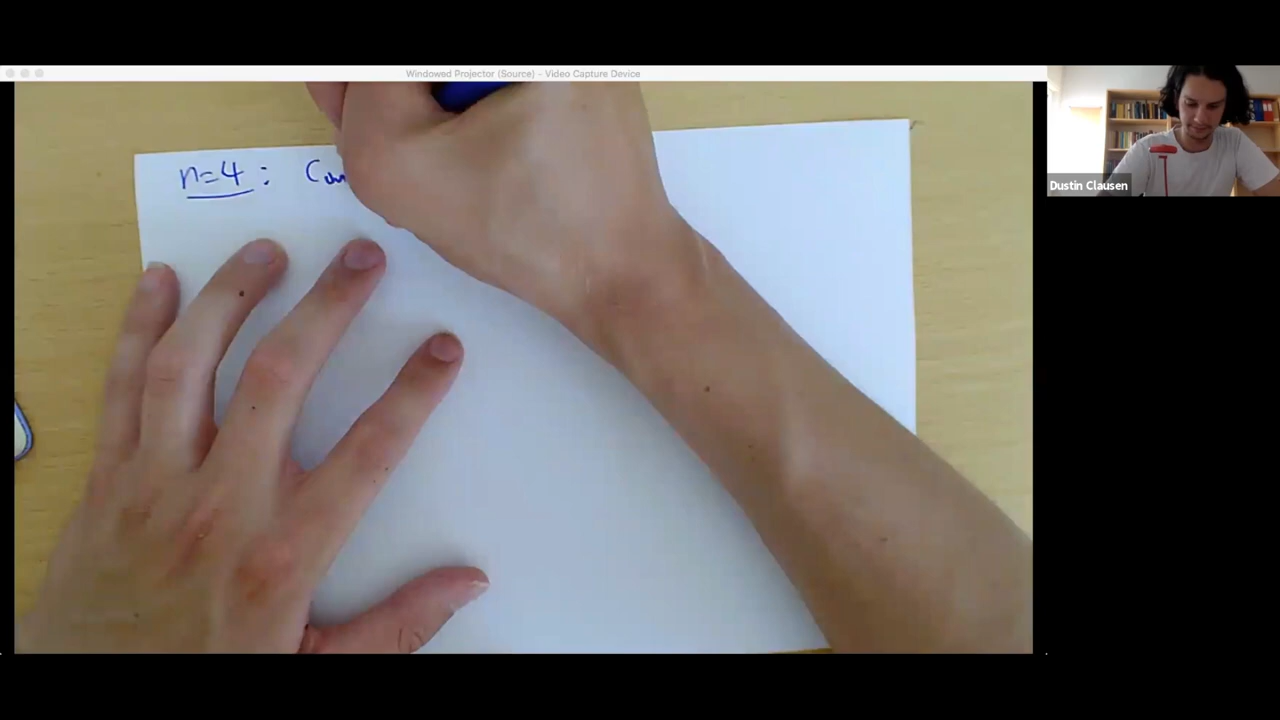 Windowed Projector (Source) - Video Capture Device
n=4:
Dustin Clausen